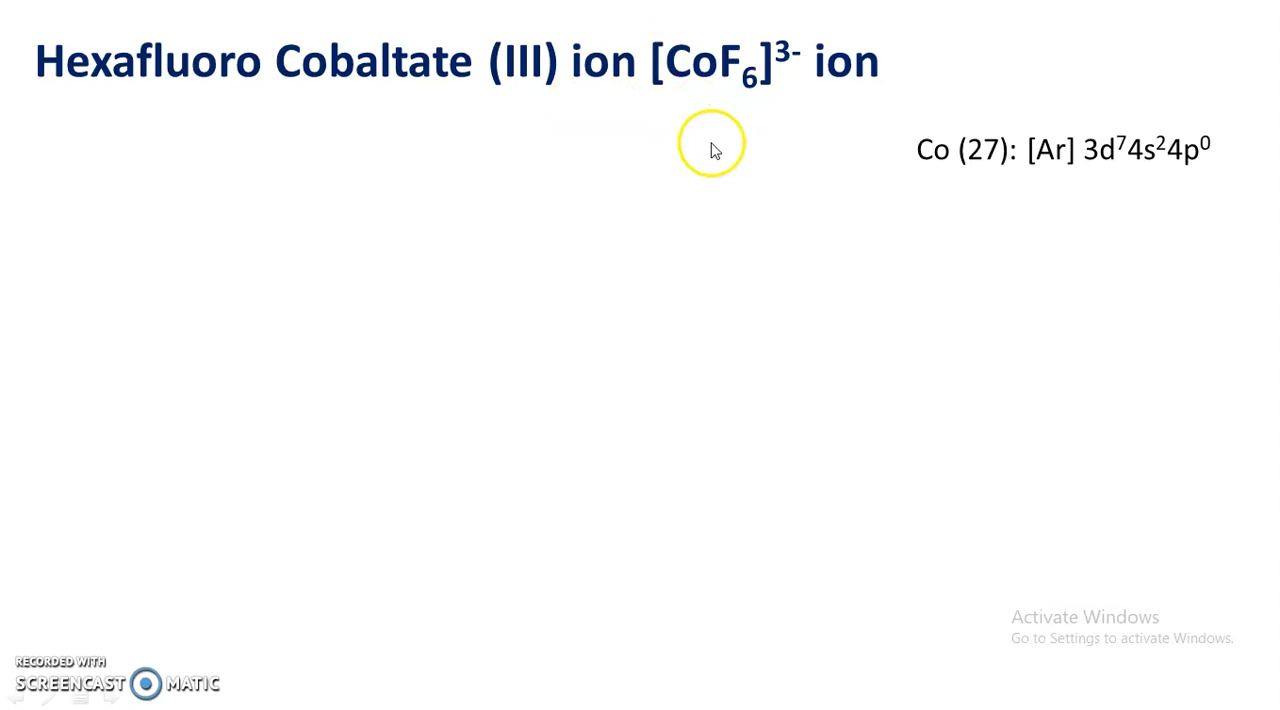 Hexafluoro Cobaltate (III) ion [CoF₆]³⁻ ion
Co (27): [Ar] 3d⁷4s²4p⁰
Activate Windows
Go to Settings to activate Windows.
RECORDED WITH
SCREENCAST MATIC